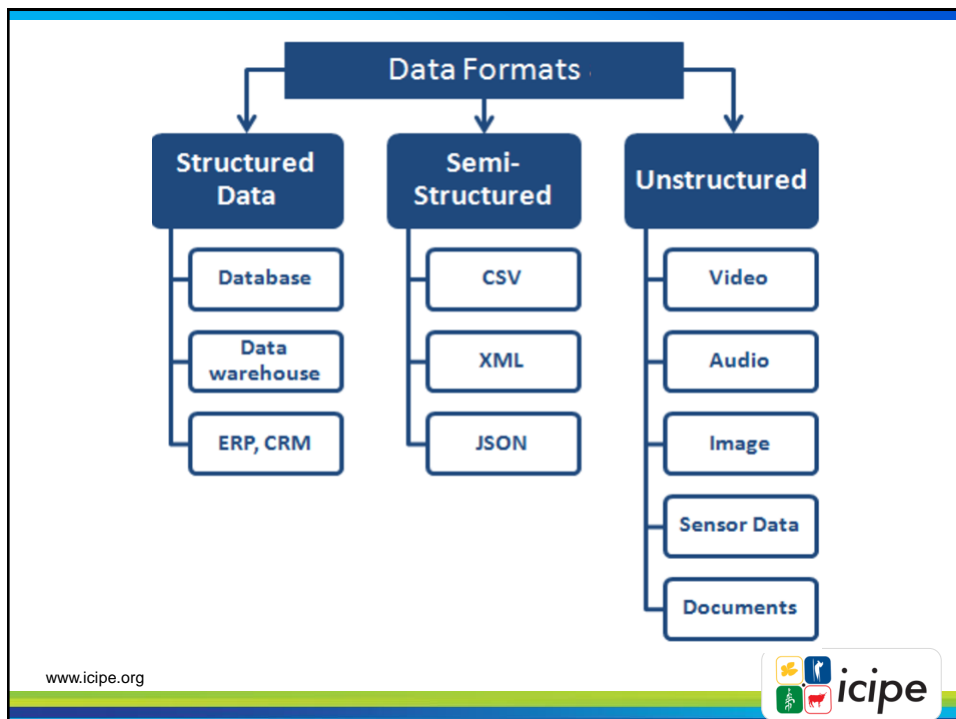 Data Formats
Structured
Data
Semi-
Structured
Unstructured
Database
Data
warehouse
ERP, CRM
CSV
XML
JSON
Video
Audio
Image
Sensor Data
Documents
www.icipe.org
icipe